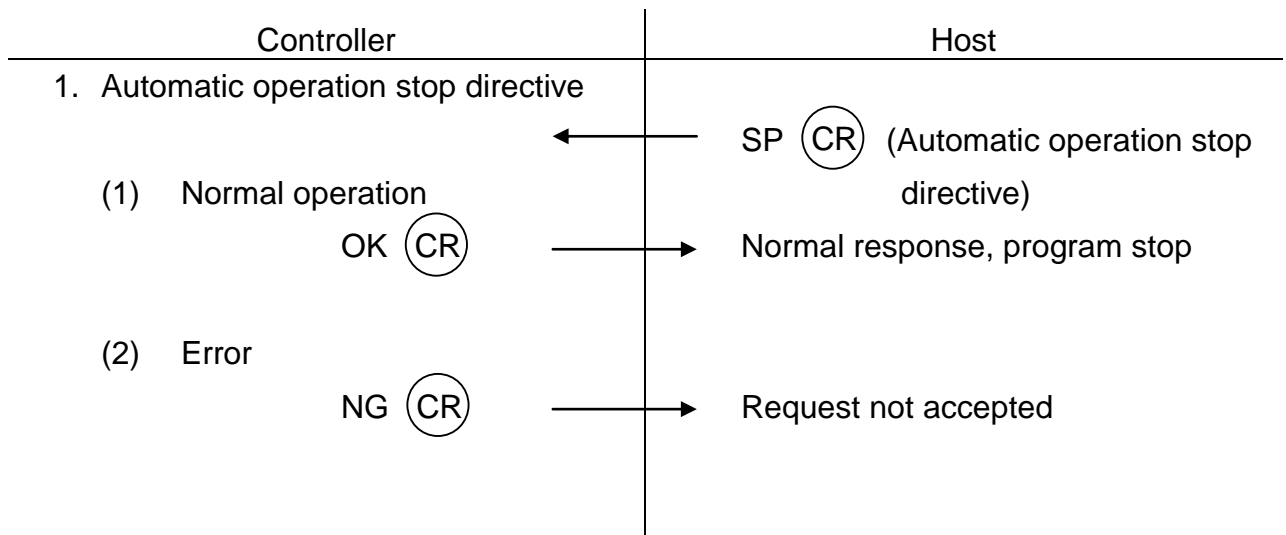 Controller Host
1. Automatic operation stop directive
SP CR (Automatic operation stop
directive)
(1) Normal operation
OK CR Normal response, program stop
(2) Error
NG CR Request not accepted